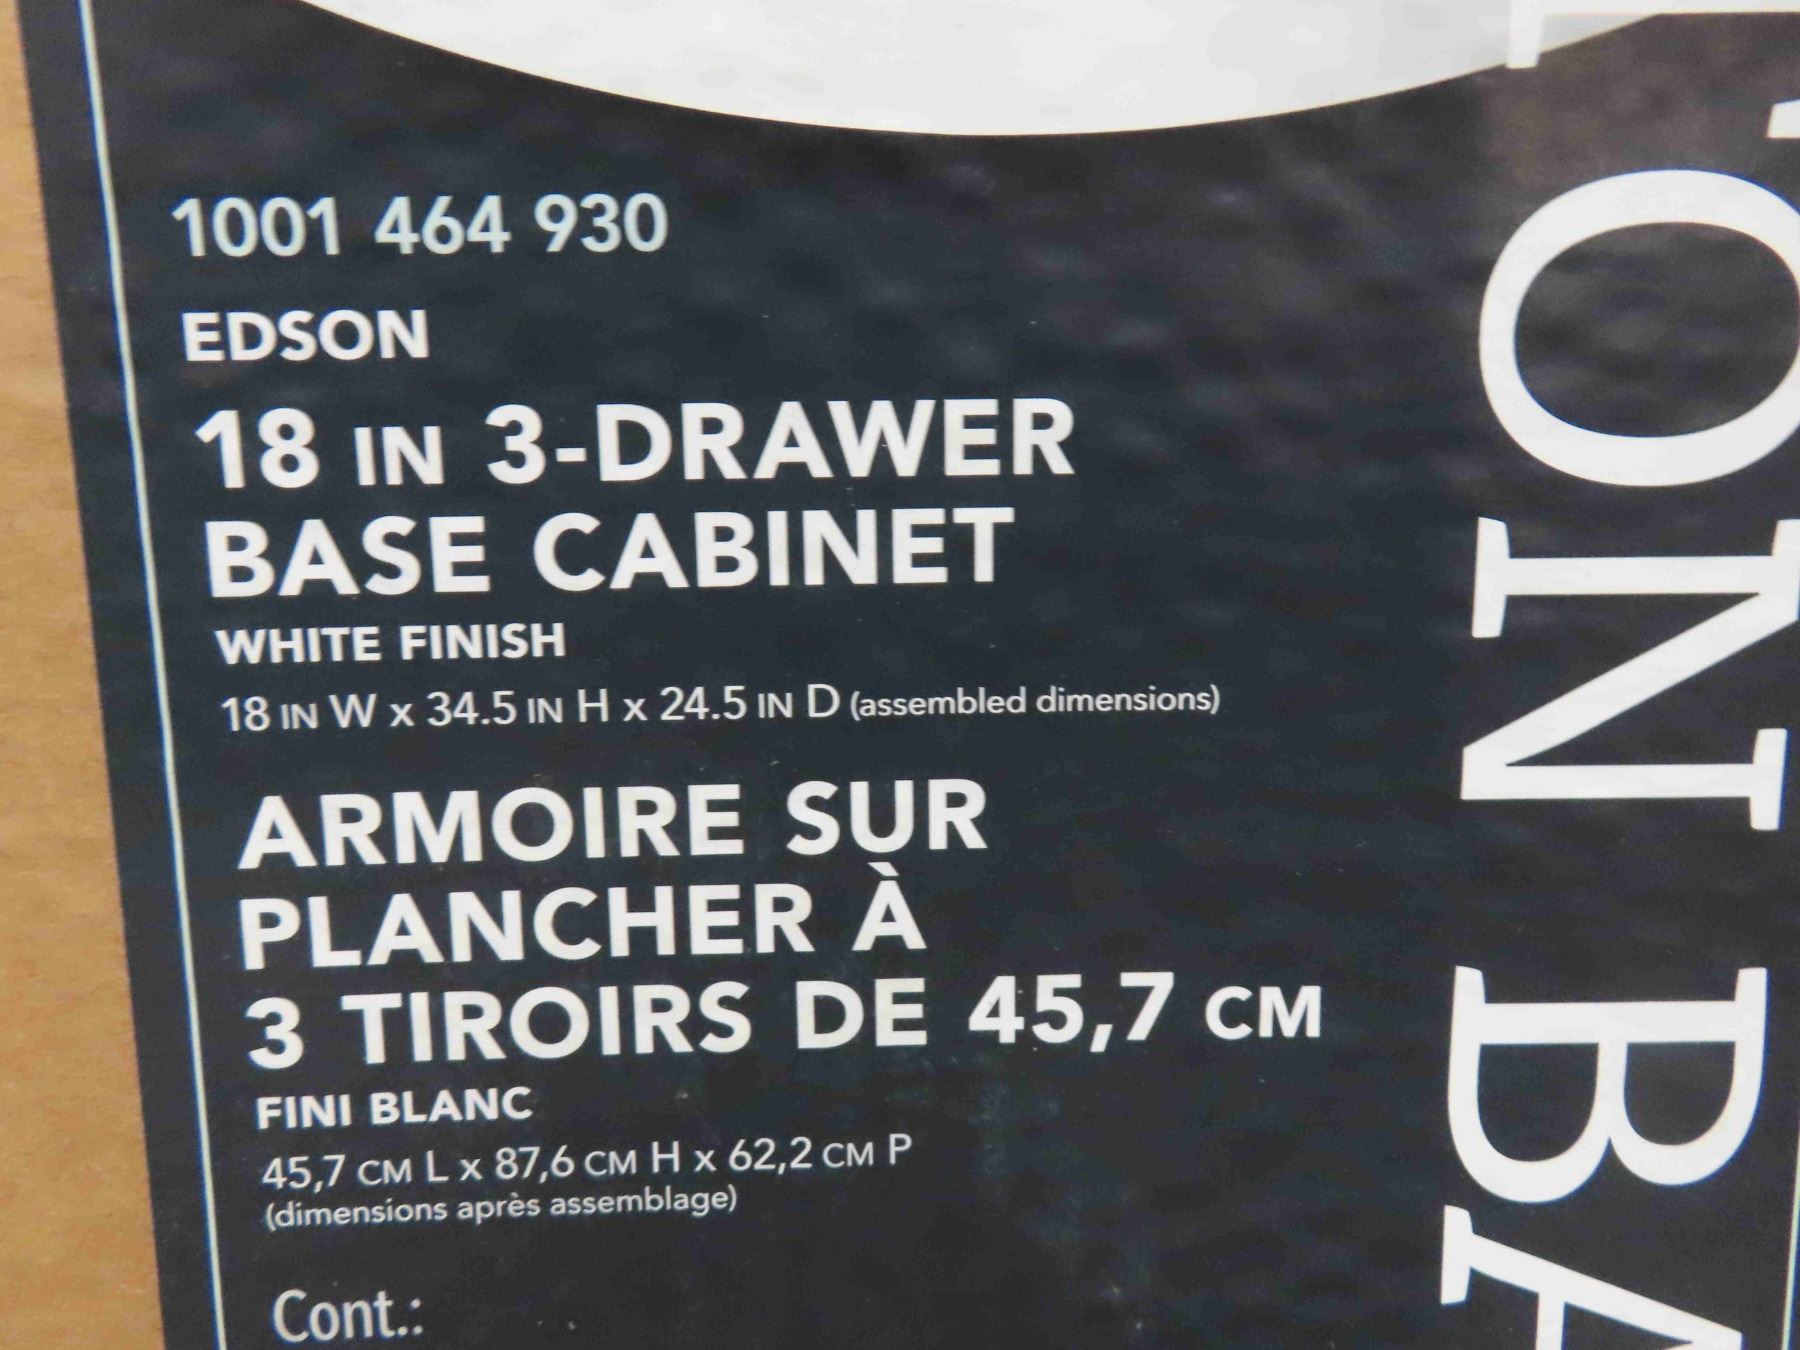 1001 464 930
EDSON
18 IN 3-DRAWER
BASE CABINET
WHITE FINISH
18 IN W x 34.5 IN H x 24.5 IN D (assembled dimensions)
ARMOIRE SUR
PLANCHER À
3 TIROIRS DE 45,7 CM
FINI BLANC
45,7 CM L x 87,6 CM H x 62,2 CM P
(dimensions après assemblage)
Cont.: